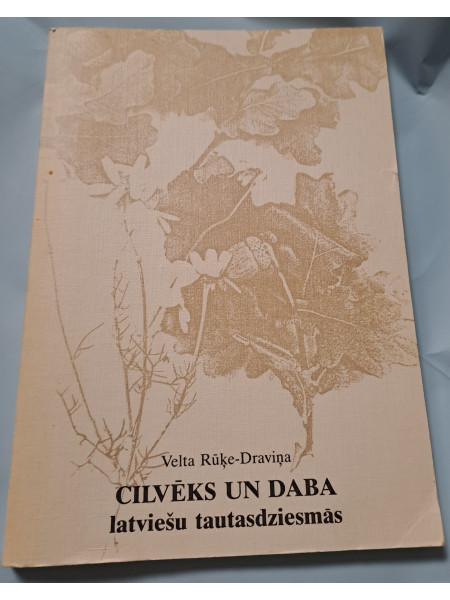 Velta Rūķe-Draviņa
CILVĒKS UN DABA
latviešu tautasdziesmās